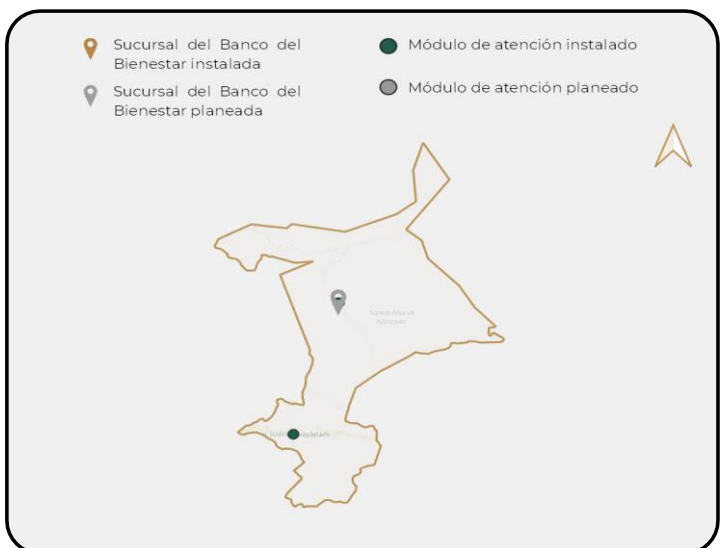 Sucursal del Banco del
Bienestar instalada
Sucursal del Banco del
Bienestar planeada
Módulo de atención instalado
Módulo de atención planeado
Santa María